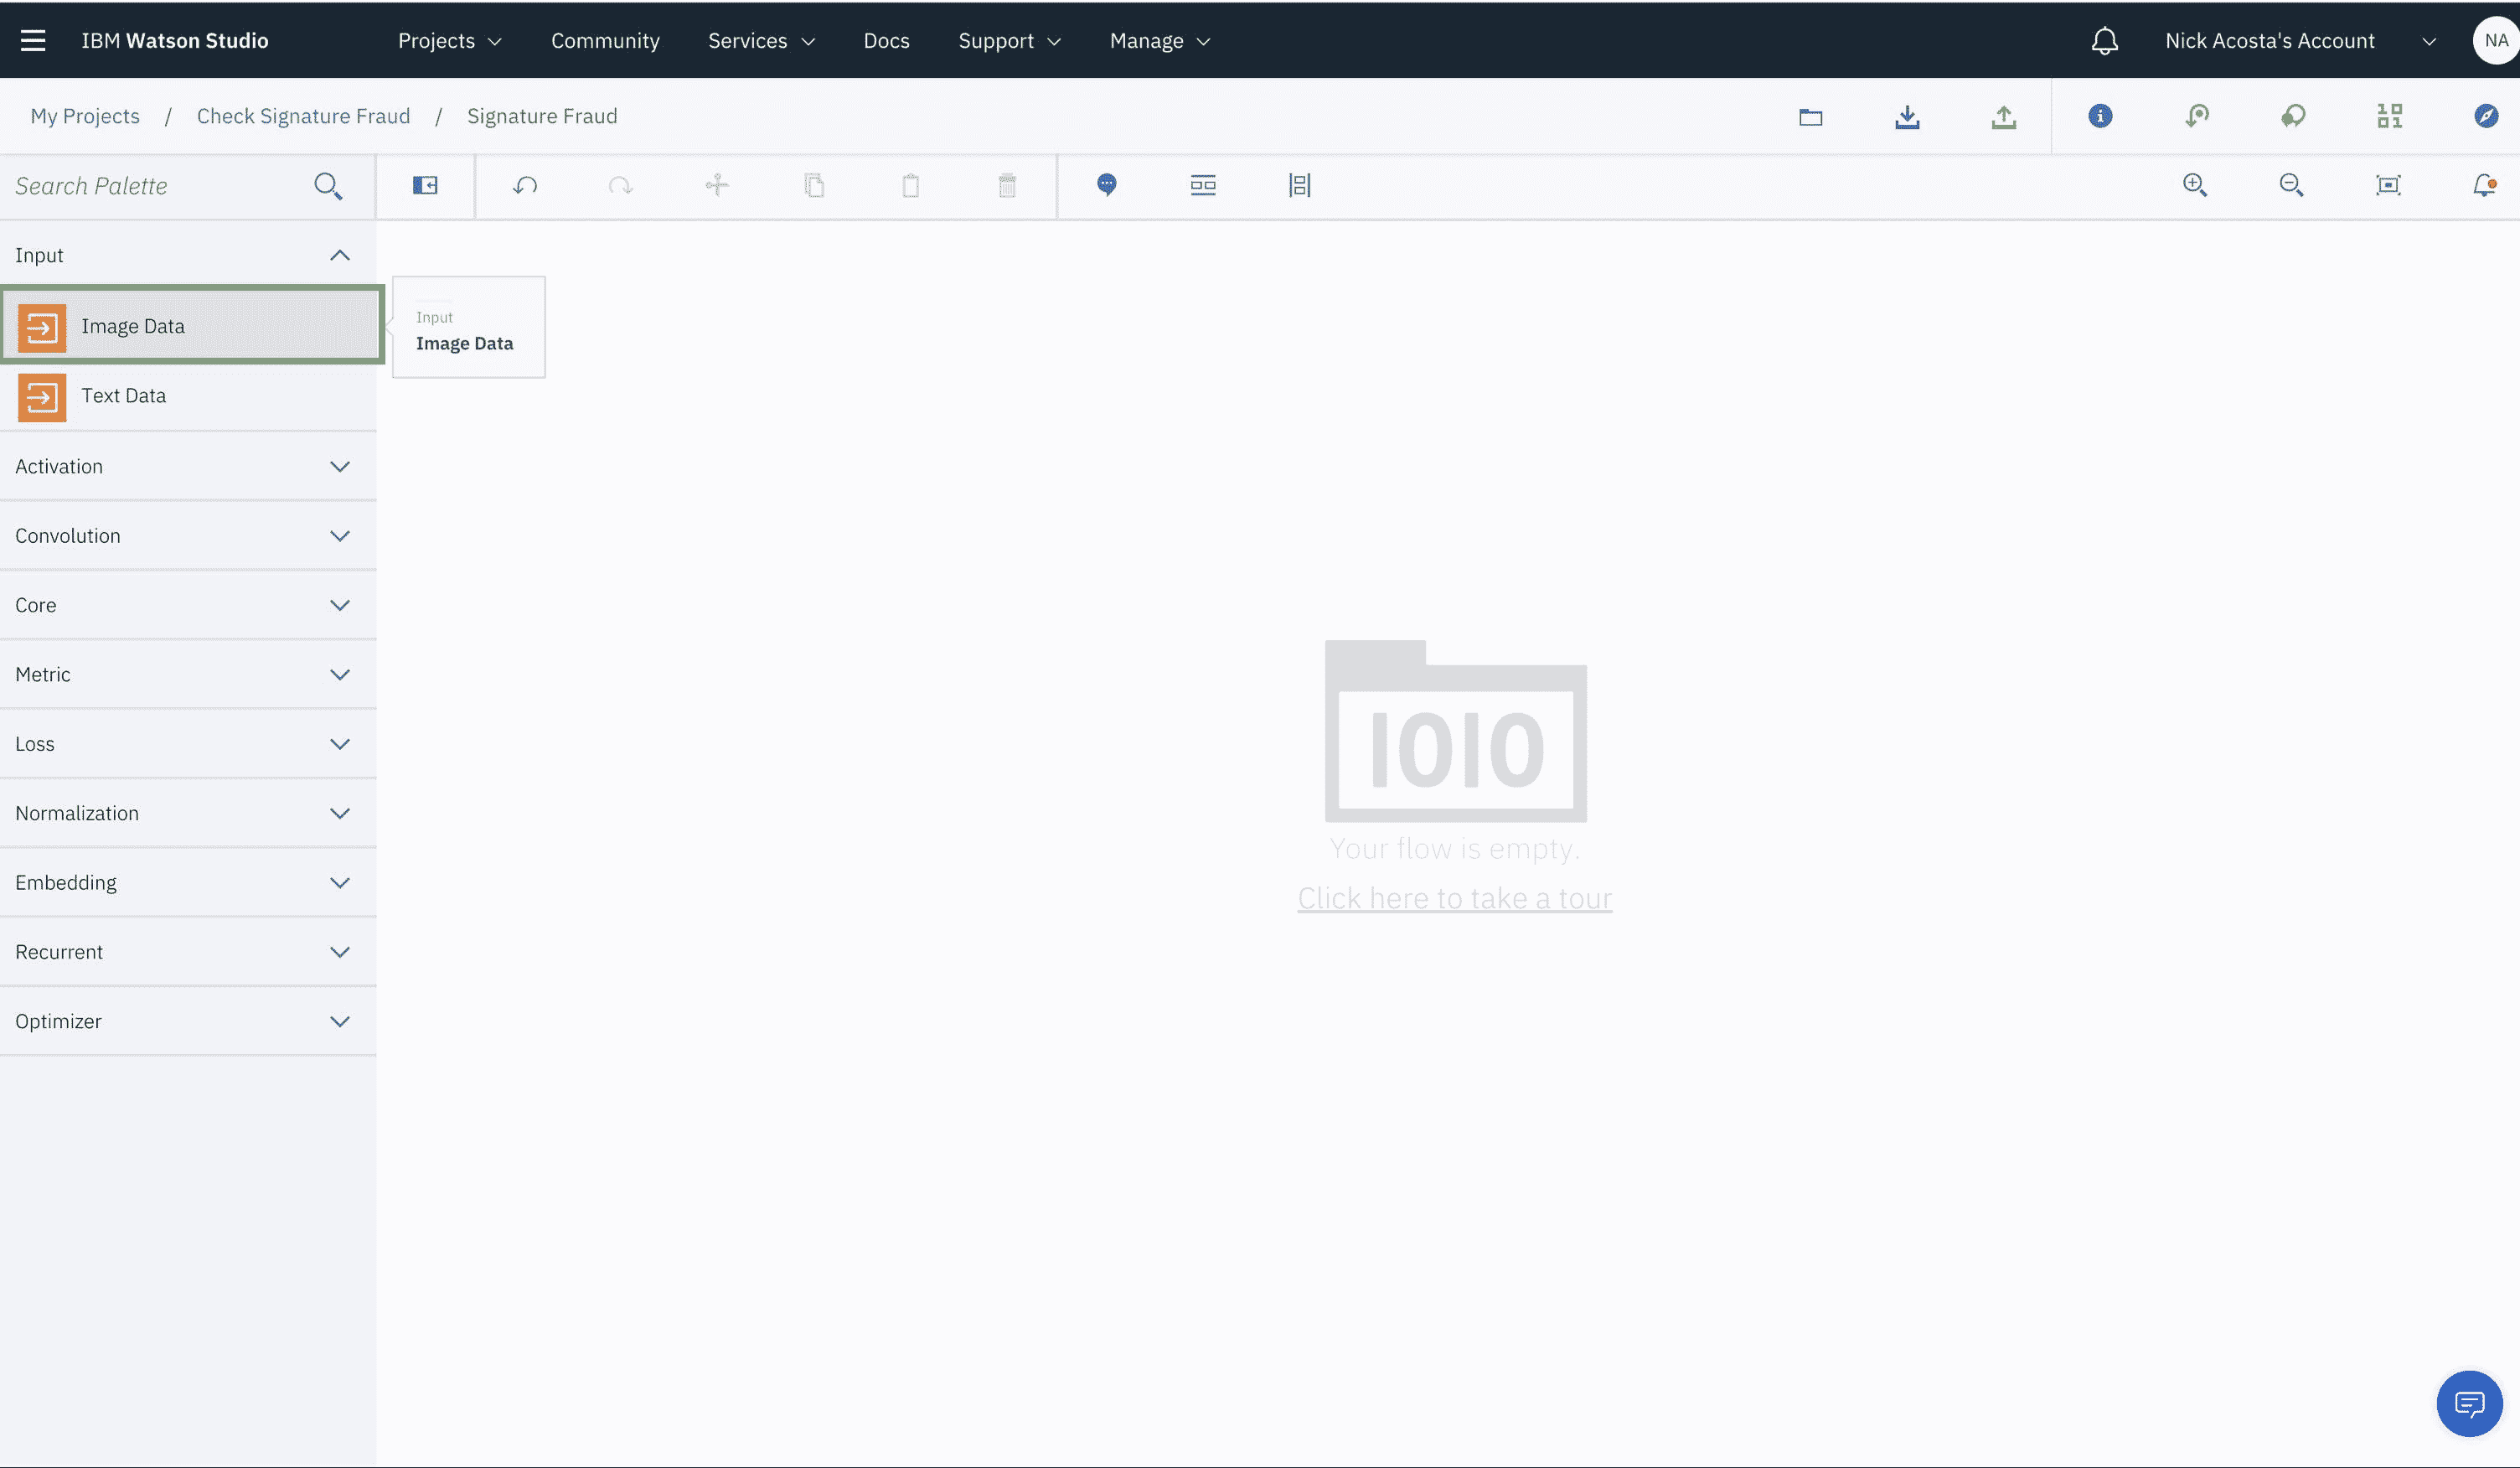 IBM Watson Studio Projects Community Services Docs Support Manage Nick Acosta's Account NA
My Projects / Check Signature Fraud / Signature Fraud
Search Palette
Input
Image Data
Input
Image Data
Text Data
Activation
Convolution
Core
Metric
Loss
Normalization
Embedding
Recurrent
Optimizer
1010
Your flow is empty.
Click here to take a tour